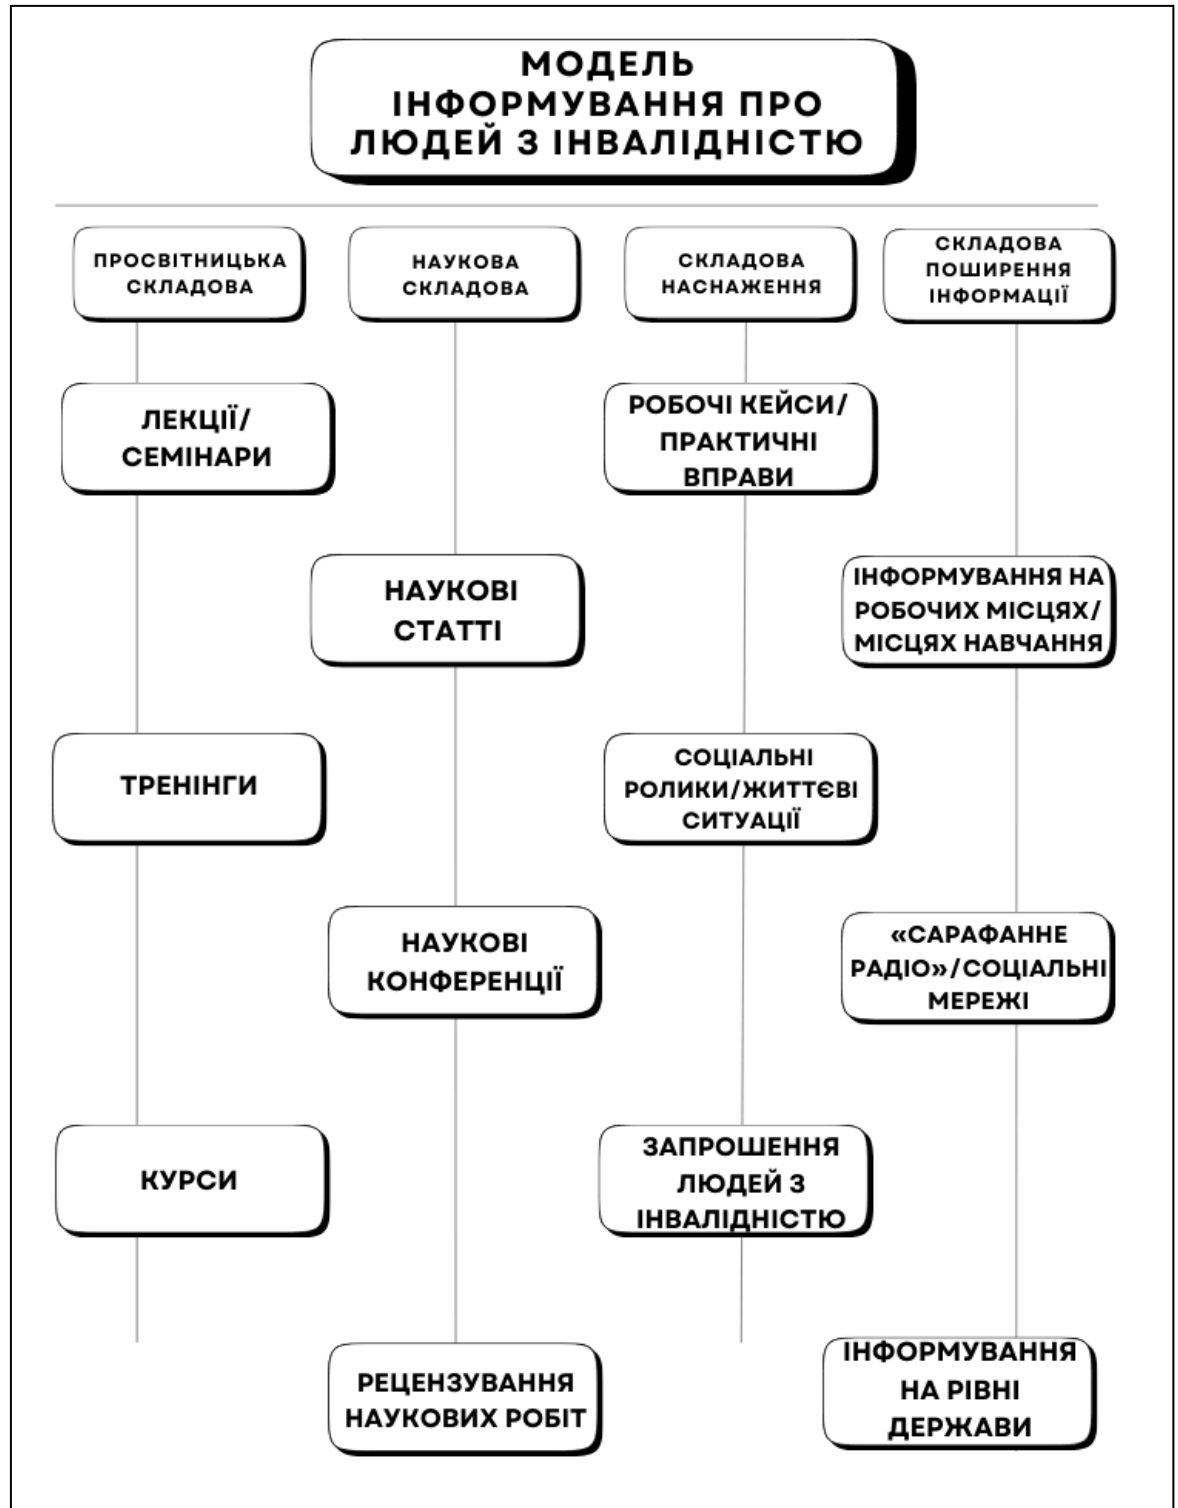 МОДЕЛЬ
ІНФОРМУВАННЯ ПРО
ЛЮДЕЙ З ІНВАЛІДНІСТЮ
ПРОСВІТНИЦЬКА
СКЛАДОВА
НАУКОВА
СКЛАДОВА
СКЛАДОВА
НАСНАЖЕННЯ
СКЛАДОВА
ПОШИРЕННЯ
ІНФОРМАЦІЇ
ЛЕКЦІЇ/
СЕМІНАРИ
РОБОЧІ КЕЙСИ/
ПРАКТИЧНІ
ВПРАВИ
НАУКОВІ
СТАТТІ
ІНФОРМУВАННЯ НА
РОБОЧИХ МІСЦЯХ/
МІСЦЯХ НАВЧАННЯ
ТРЕНІНГИ
СОЦІАЛЬНІ
РОЛИКИ/ЖИТТЄВІ
СИТУАЦІЇ
НАУКОВІ
КОНФЕРЕНЦІЇ
«САРАФАННЕ
РАДІО»/СОЦІАЛЬНІ
МЕРЕЖІ
КУРСИ
ЗАПРОШЕННЯ
ЛЮДЕЙ З
ІНВАЛІДНІСТЮ
РЕЦЕНЗУВАННЯ
НАУКОВИХ РОБІТ
ІНФОРМУВАННЯ
НА РІВНІ
ДЕРЖАВИ